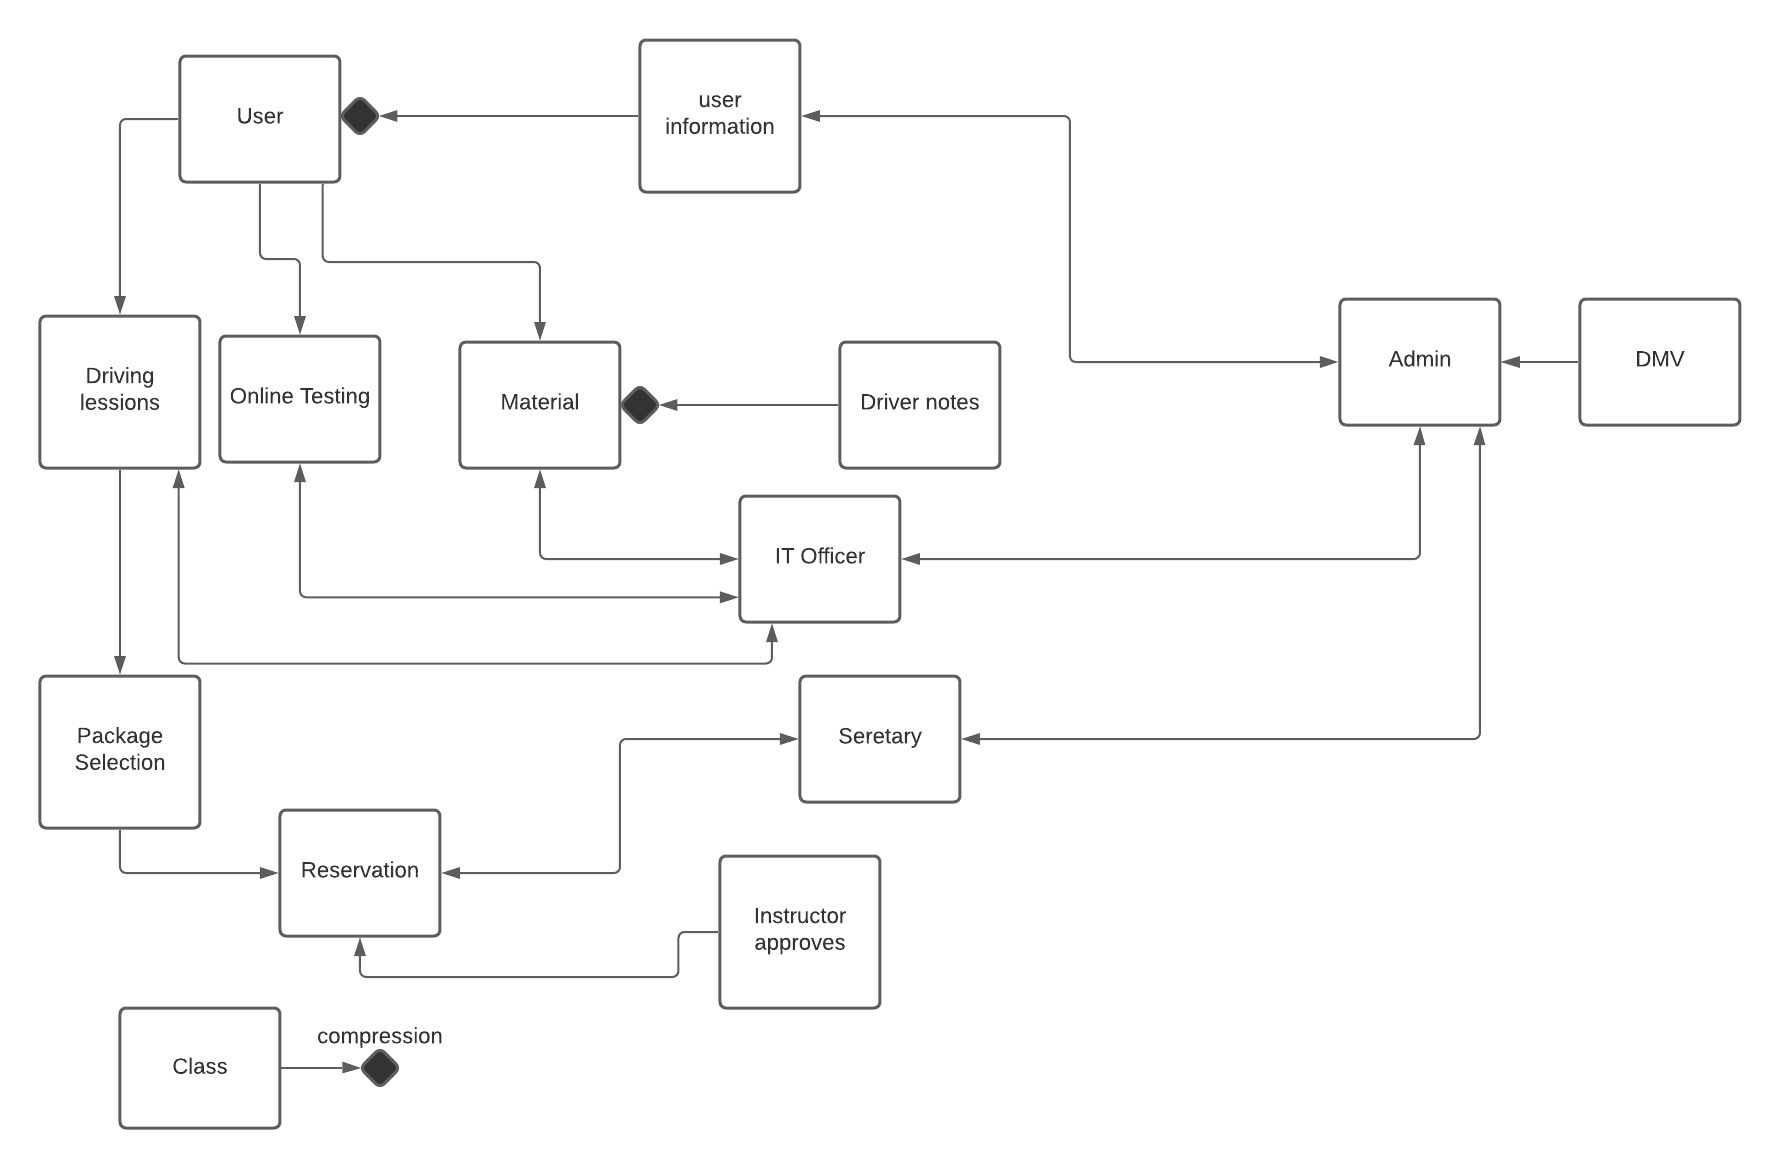 User
user
information
Admin
DMV
Driving
lessions
Online Testing
Material
Driver notes
IT Officer
Package
Selection
Seretary
Reservation
Instructor
approves
compression
Class